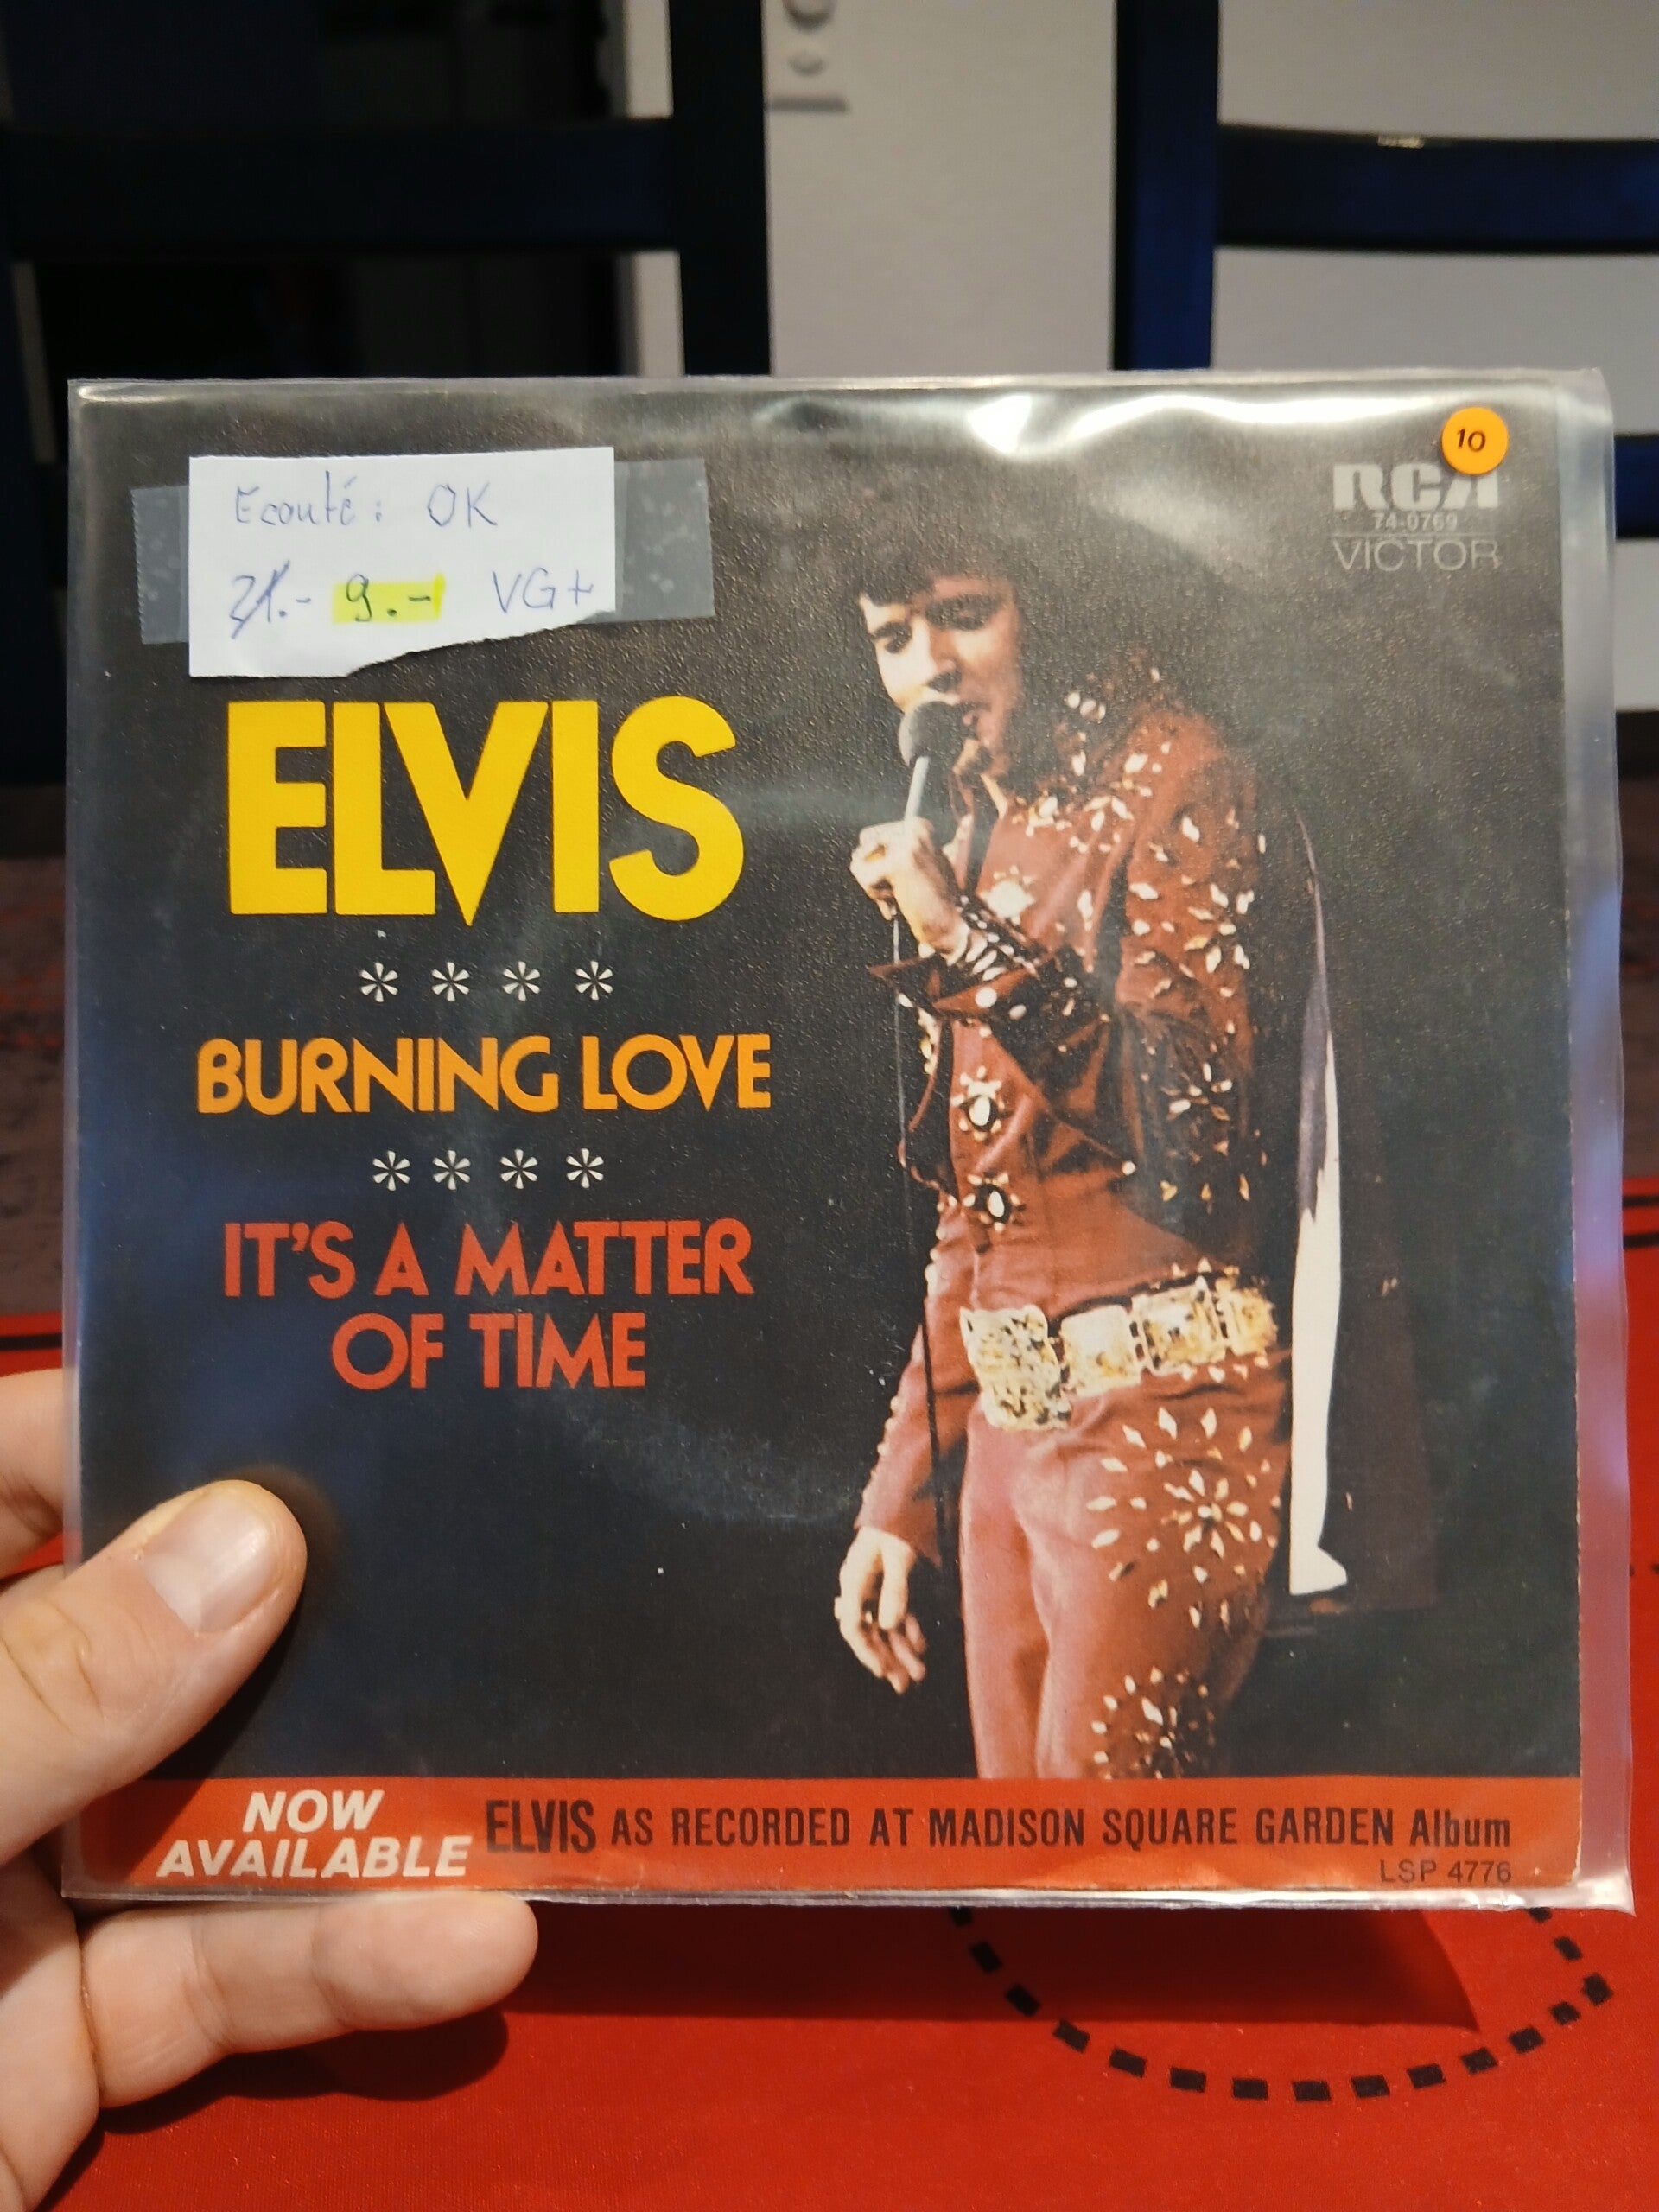 Ecouté : OK
21.- 9.- VG+
10
RCA
74-0769
VICTOR
ELVIS
****
BURNING LOVE
****
IT'S A MATTER
OF TIME
NOW
AVAILABLE
ELVIS AS RECORDED AT MADISON SQUARE GARDEN Album
LSP 4776